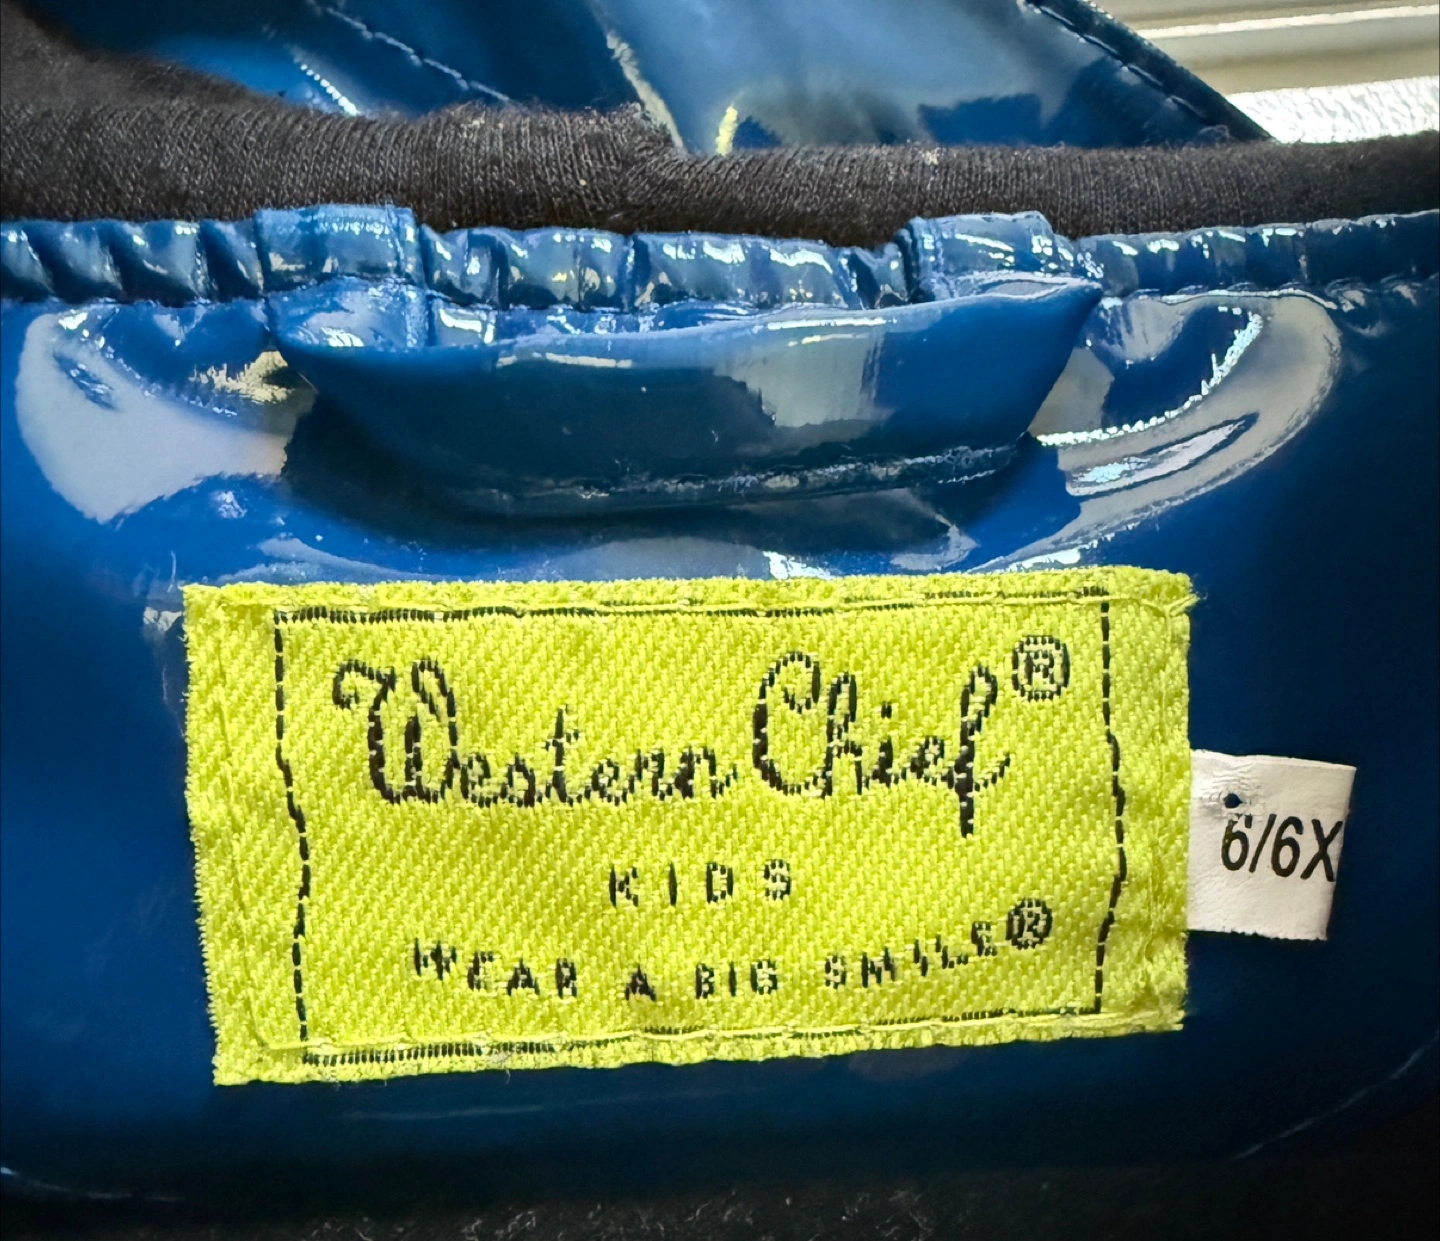 Western Chief®
KIDS
WEAR A BIG SMILE®
6/6X